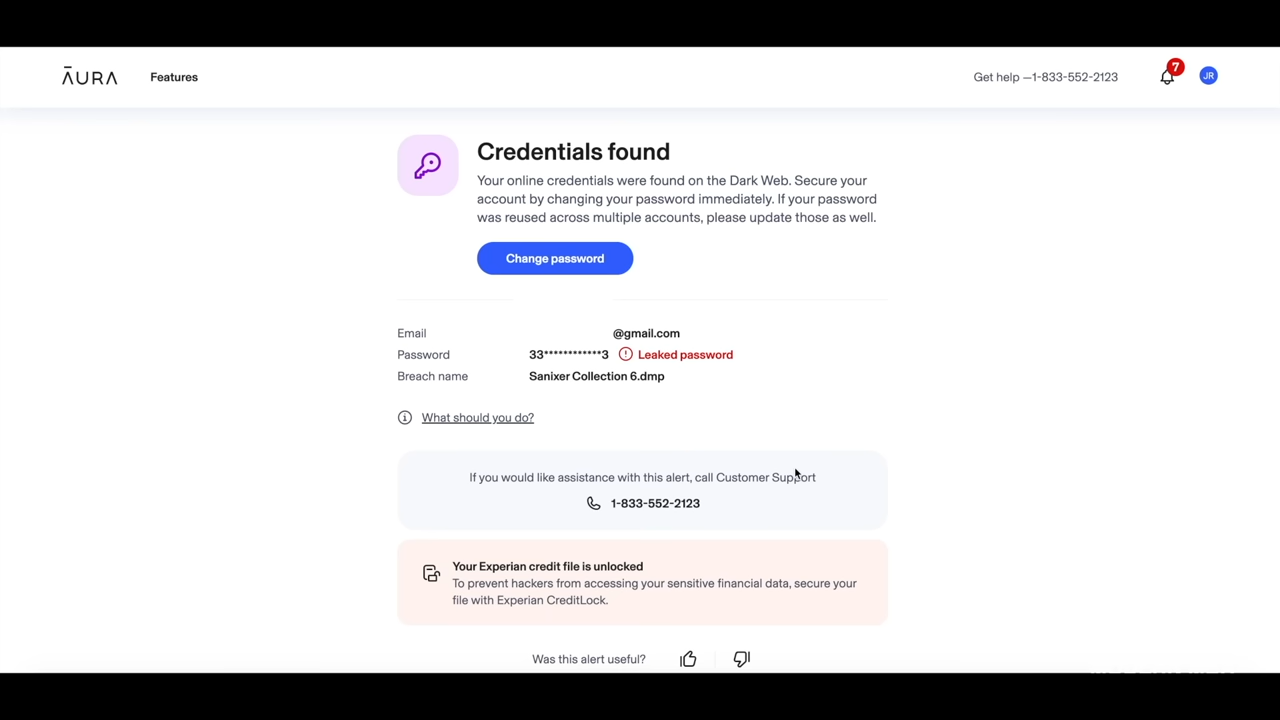 ĀURA
Features
Get help —1-833-552-2123
7
JR
Credentials found
Your online credentials were found on the Dark Web. Secure your
account by changing your password immediately. If your password
was reused across multiple accounts, please update those as well.
Change password
Email @gmail.com
Password 33************3 Leaked password
Breach name Sanixer Collection 6.dmp
What should you do?
If you would like assistance with this alert, call Customer Support
1-833-552-2123
Your Experian credit file is unlocked
To prevent hackers from accessing your sensitive financial data, secure your
file with Experian CreditLock.
Was this alert useful?